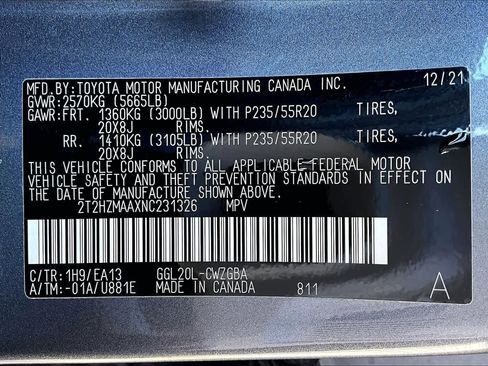 MFD.BY:TOYOTA MOTOR MANUFACTURING CANADA INC. 12/21
GVWR:2570KG (5665LB)
GAWR:FRT. 1360KG (3000LB) WITH P235/55R20 TIRES,
20X8J RIMS.
RR. 1410KG (3105LB) WITH P235/55R20 TIRES,
20X8J RIMS.
THIS VEHICLE CONFORMS TO ALL APPLICABLE FEDERAL MOTOR
VEHICLE SAFETY AND THEFT PREVENTION STANDARDS IN EFFECT ON
THE DATE OF MANUFACTURE SHOWN ABOVE.
2T2HZMAAXNC231326 MPV
C/TR:1H9/EA13 GGL20L-CWZGBA
A/TM:-01A/U881E MADE IN CANADA 811 A